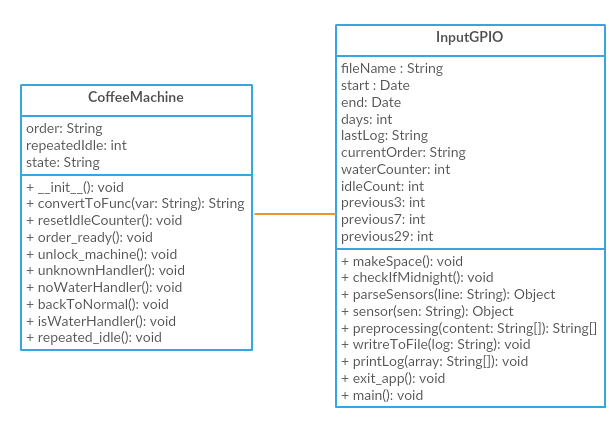 CoffeeMachine
order: String
repeatedIdle: int
state: String
+ __init__(): void
+ convertToFunc(var: String): String
+ resetIdleCounter(): void
+ order_ready(): void
+ unlock_machine(): void
+ unknownHandler(): void
+ noWaterHandler(): void
+ backToNormal(): void
+ isWaterHandler(): void
+ repeated_idle(): void
InputGPIO
fileName : String
start : Date
end: Date
days: int
lastLog: String
currentOrder: String
waterCounter: int
idleCount: int
previous3: int
previous7: int
previous29: int
+ makeSpace(): void
+ checkIfMidnight(): void
+ parseSensors(line: String): Object
+ sensor(sen: String): Object
+ preprocessing(content: String[]): String[]
+ writreToFile(log: String): void
+ printLog(array: String[]): void
+ exit_app(): void
+ main(): void